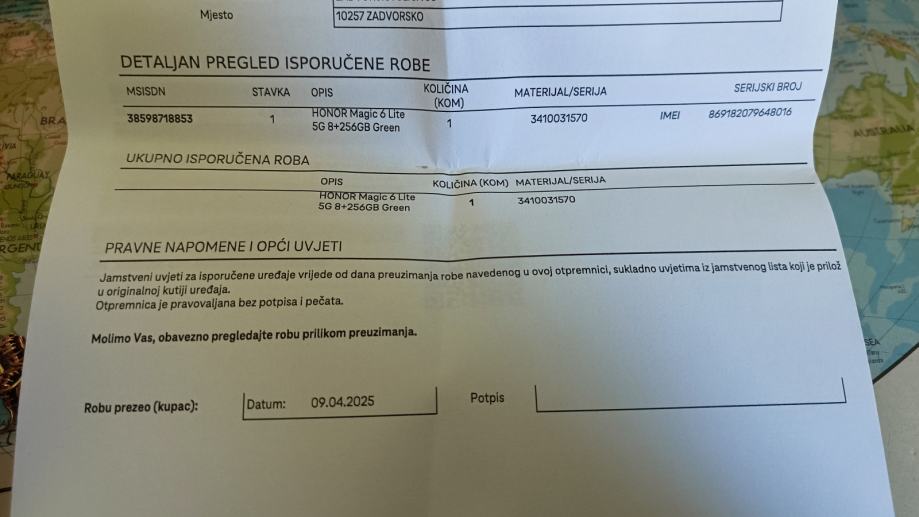 Mjesto 10257 ZADVORSKO
DETALJAN PREGLED ISPORUČENE ROBE
MSISDN STAVKA OPIS KOLIČINA (KOM) MATERIJAL/SERIJA SERIJSKI BROJ
38598718853 1 HONOR Magic 6 Lite 5G 8+256GB Green 1 3410031570 IMEI 869182079648016
UKUPNO ISPORUČENA ROBA
OPIS KOLIČINA (KOM) MATERIJAL/SERIJA
HONOR Magic 6 Lite 5G 8+256GB Green 1 3410031570
PRAVNE NAPOMENE I OPĆI UVJETI
Jamstveni uvjeti za isporučene uređaje vrijede od dana preuzimanja robe navedenog u ovoj otpremnici, sukladno uvjetima iz jamstvenog lista koji je prilož
u originalnoj kutiji uređaja.
Otpremnica je pravovaljana bez potpisa i pečata.
Molimo Vas, obavezno pregledajte robu prilikom preuzimanja.
Robu prezeo (kupac): Datum: 09.04.2025 Potpis
PARAGUAY
AUSTRALIA